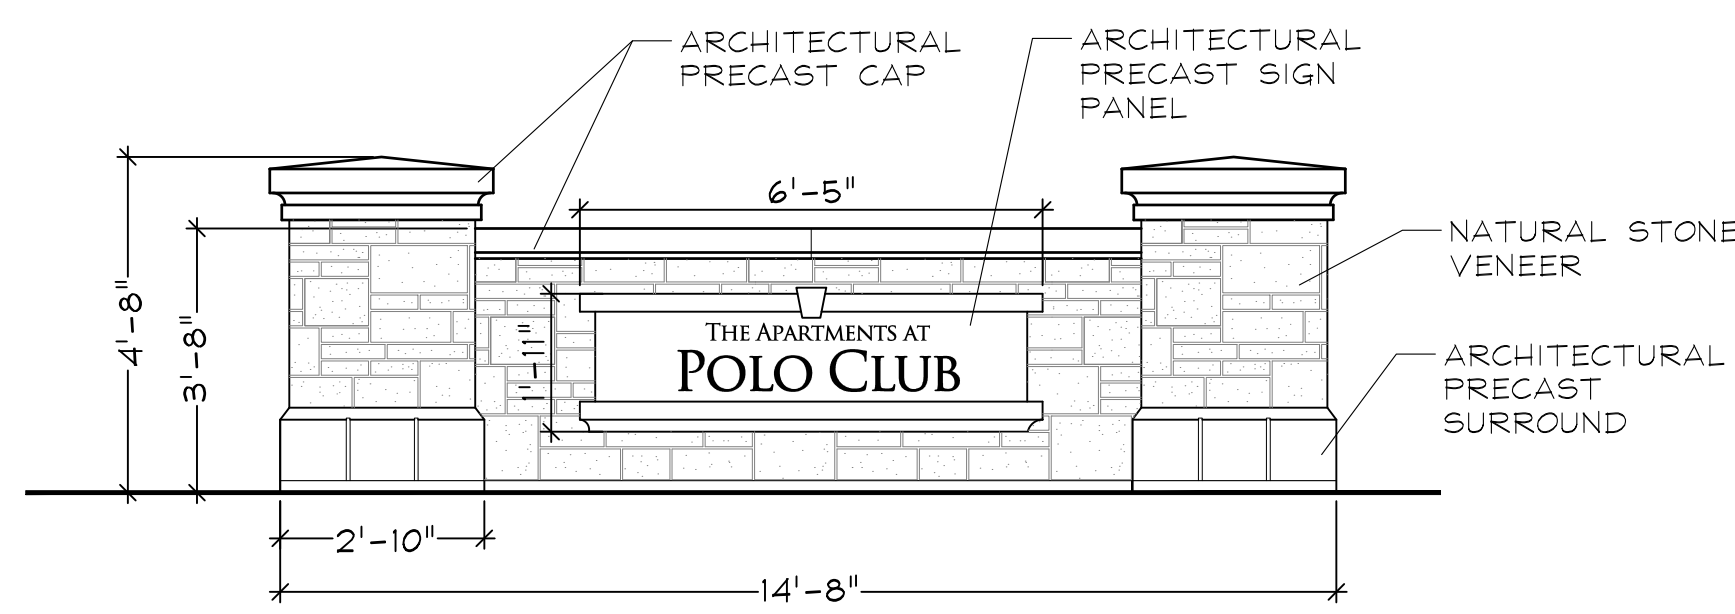 ARCHITECTURAL
PRECAST CAP
ARCHITECTURAL
PRECAST SIGN
PANEL
6'-5"
NATURAL STONE
VENEER
4'-8"
3'-8"
1'-11"
THE APARTMENTS AT
POLO CLUB
ARCHITECTURAL
PRECAST
SURROUND
2'-10"
14'-8"